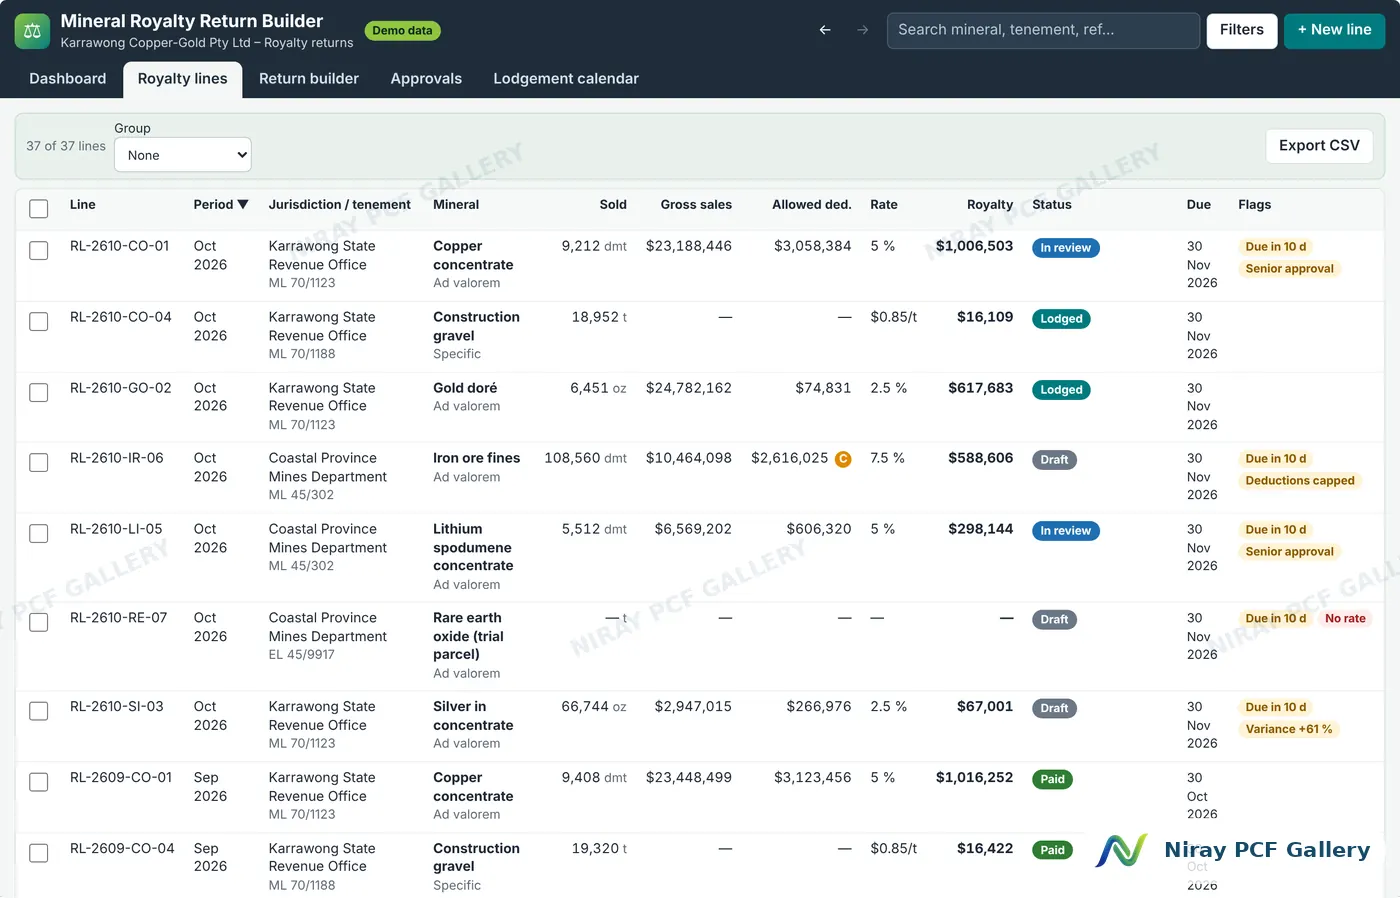 Mineral Royalty Return Builder
Karrawong Copper-Gold Pty Ltd – Royalty returns
Demo data
← → Search mineral, tenement, ref... Filters + New line
Dashboard Royalty lines Return builder Approvals Lodgement calendar
37 of 37 lines
Group
None
Export CSV
Line Period ▼ Jurisdiction / tenement Mineral Sold Gross sales Allowed ded. Rate Royalty Status Due Flags
RL-2610-CO-01 Oct 2026 Karrawong State Revenue Office ML 70/1123 Copper concentrate Ad valorem 9,212 dmt $23,188,446 $3,058,384 5 % $1,006,503 In review 30 Nov 2026 Due in 10 d Senior approval
RL-2610-CO-04 Oct 2026 Karrawong State Revenue Office ML 70/1188 Construction gravel Specific 18,952 t — — $0.85/t $16,109 Lodged 30 Nov 2026
RL-2610-GO-02 Oct 2026 Karrawong State Revenue Office ML 70/1123 Gold doré Ad valorem 6,451 oz $24,782,162 $74,831 2.5 % $617,683 Lodged 30 Nov 2026
RL-2610-IR-06 Oct 2026 Coastal Province Mines Department ML 45/302 Iron ore fines Ad valorem 108,560 dmt $10,464,098 $2,616,025 C 7.5 % $588,606 Draft 30 Nov 2026 Due in 10 d Deductions capped
RL-2610-LI-05 Oct 2026 Coastal Province Mines Department ML 45/302 Lithium spodumene concentrate Ad valorem 5,512 dmt $6,569,202 $606,320 5 % $298,144 In review 30 Nov 2026 Due in 10 d Senior approval
RL-2610-RE-07 Oct 2026 Coastal Province Mines Department EL 45/9917 Rare earth oxide (trial parcel) Ad valorem — t — — — — Draft 30 Nov 2026 Due in 10 d No rate
RL-2610-SI-03 Oct 2026 Karrawong State Revenue Office ML 70/1123 Silver in concentrate Ad valorem 66,744 oz $2,947,015 $266,976 2.5 % $67,001 Draft 30 Nov 2026 Due in 10 d Variance +61 %
RL-2609-CO-01 Sep 2026 Karrawong State Revenue Office ML 70/1123 Copper concentrate Ad valorem 9,408 dmt $23,448,499 $3,123,456 5 % $1,016,252 Paid 30 Oct 2026
RL-2609-CO-04 Sep 2026 Karrawong State Revenue Office ML 70/1188 Construction gravel Specific 19,320 t — — $0.85/t $16,422 Paid Oct 2026
Niray PCF Gallery
NIRAY PCF GALLERY
NIRAY PCF GALLERY
NIRAY PCF GALLERY
NIRAY PCF GALLERY